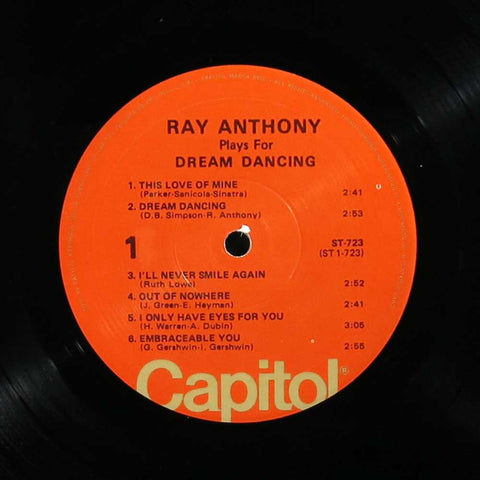 RAY ANTHONY
Plays For
DREAM DANCING
1. THIS LOVE OF MINE
(Parker-Sanicola-Sinatra) 2:41
2. DREAM DANCING
(D.B. Simpson-R. Anthony) 2:53
1
ST-723
(ST1-723)
3. I'LL NEVER SMILE AGAIN
(Ruth Lowe) 2:52
4. OUT OF NOWHERE
(J. Green-E. Heyman) 2:41
5. I ONLY HAVE EYES FOR YOU
(H. Warren-A. Dubin) 3:05
6. EMBRACEABLE YOU
(G. Gershwin-I. Gershwin) 2:55
Capitol®